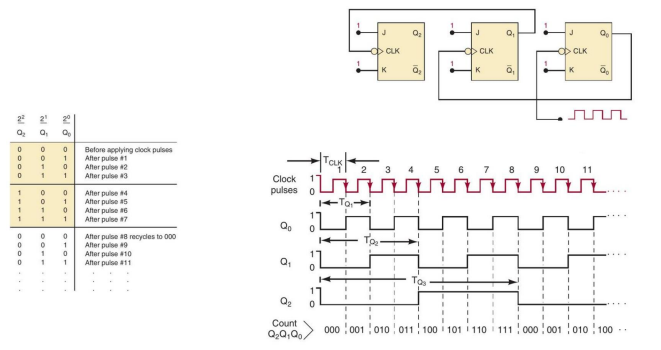 1 J Q2 1 J Q1 1 J Q0
CLK CLK CLK
1 K Q̅2 1 K Q̅1 1 K Q̅0
2² 2¹ 2⁰
Q2 Q1 Q0
0 0 0 Before applying clock pulses
0 0 1 After pulse #1
0 1 0 After pulse #2
0 1 1 After pulse #3
1 0 0 After pulse #4
1 0 1 After pulse #5
1 1 0 After pulse #6
1 1 1 After pulse #7
0 0 0 After pulse #8 recycles to 000
0 0 1 After pulse #9
0 1 0 After pulse #10
0 1 1 After pulse #11
. . . . . .
. . . . . .
. . . . . .
TCLK
1 2 3 4 5 6 7 8 9 10 11
Clock pulses 1 0 ....
TQ1
Q0 1 0 ....
TQ2
Q1 1 0 ....
TQ3
Q2 1 0 ....
Count
Q2Q1Q0 000 001 010 011 100 101 110 111 000 001 010 100 ...